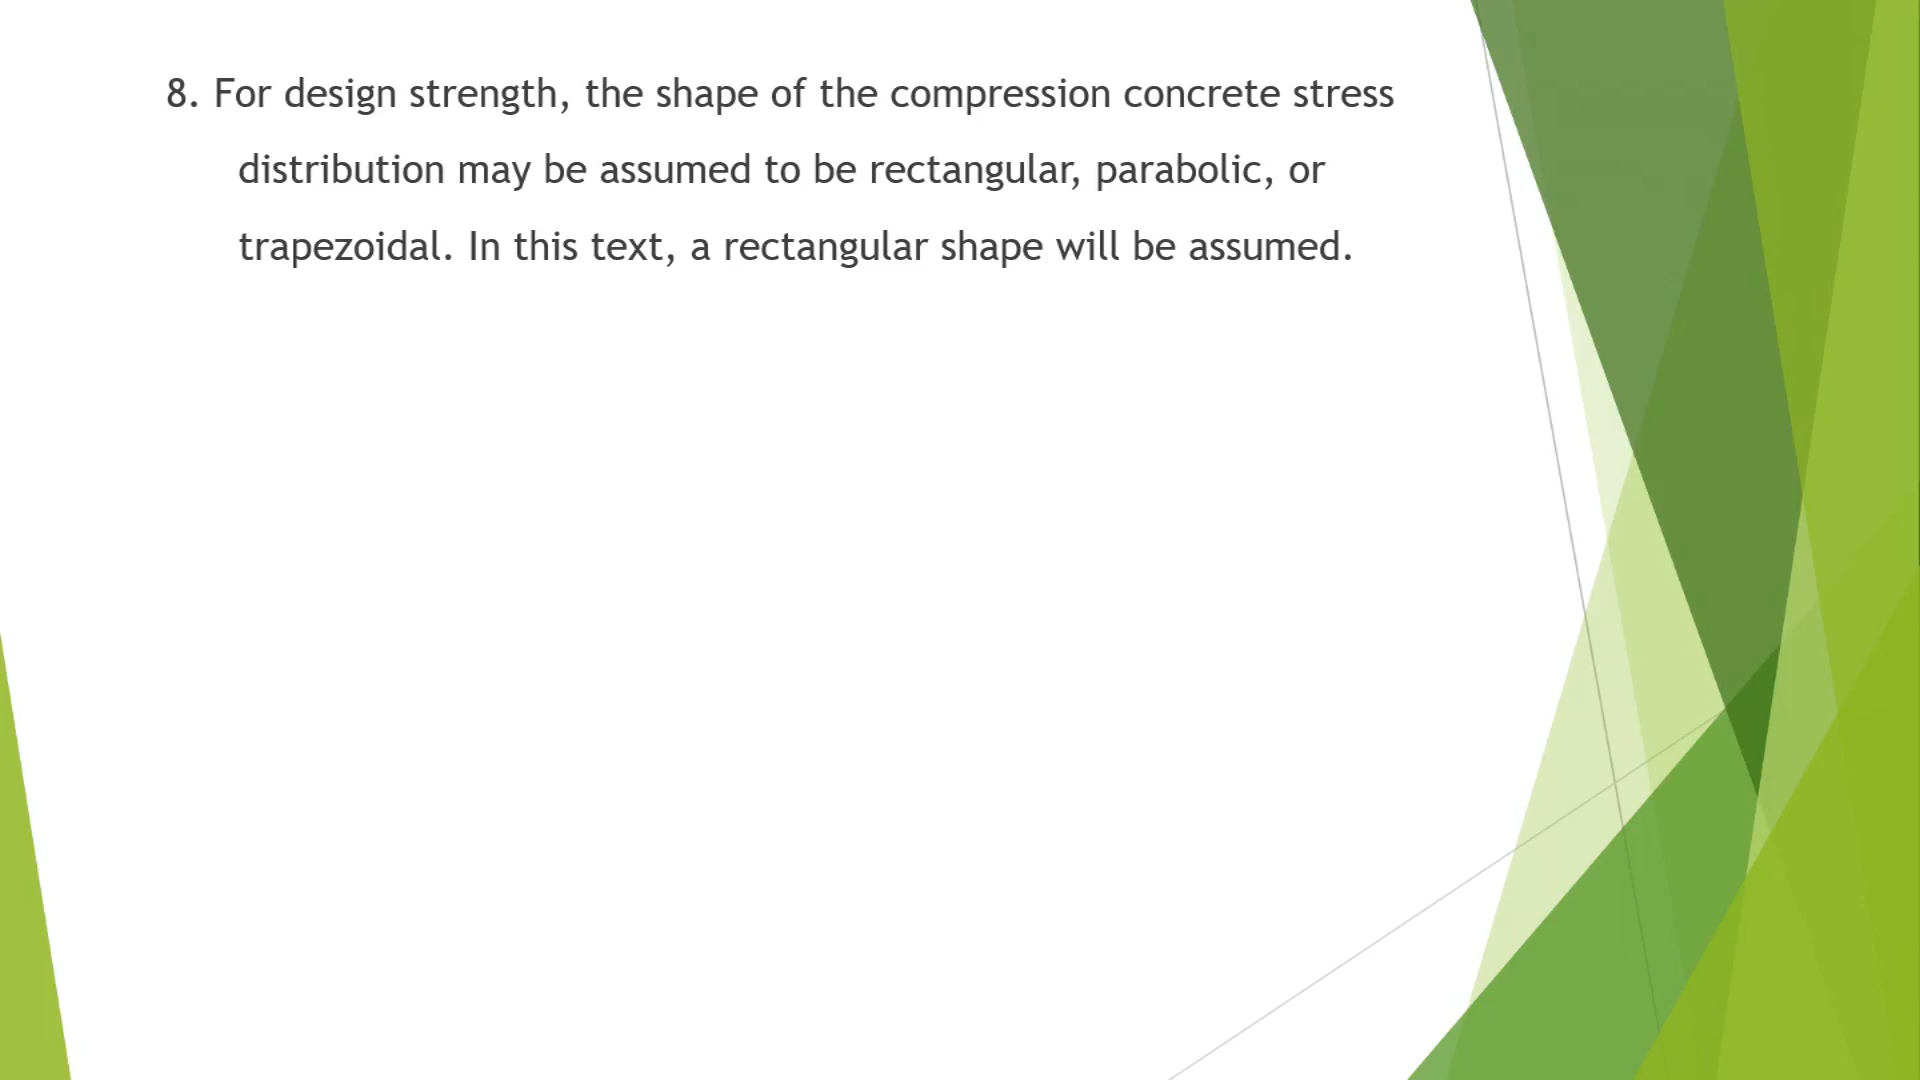 8. For design strength, the shape of the compression concrete stress
distribution may be assumed to be rectangular, parabolic, or
trapezoidal. In this text, a rectangular shape will be assumed.